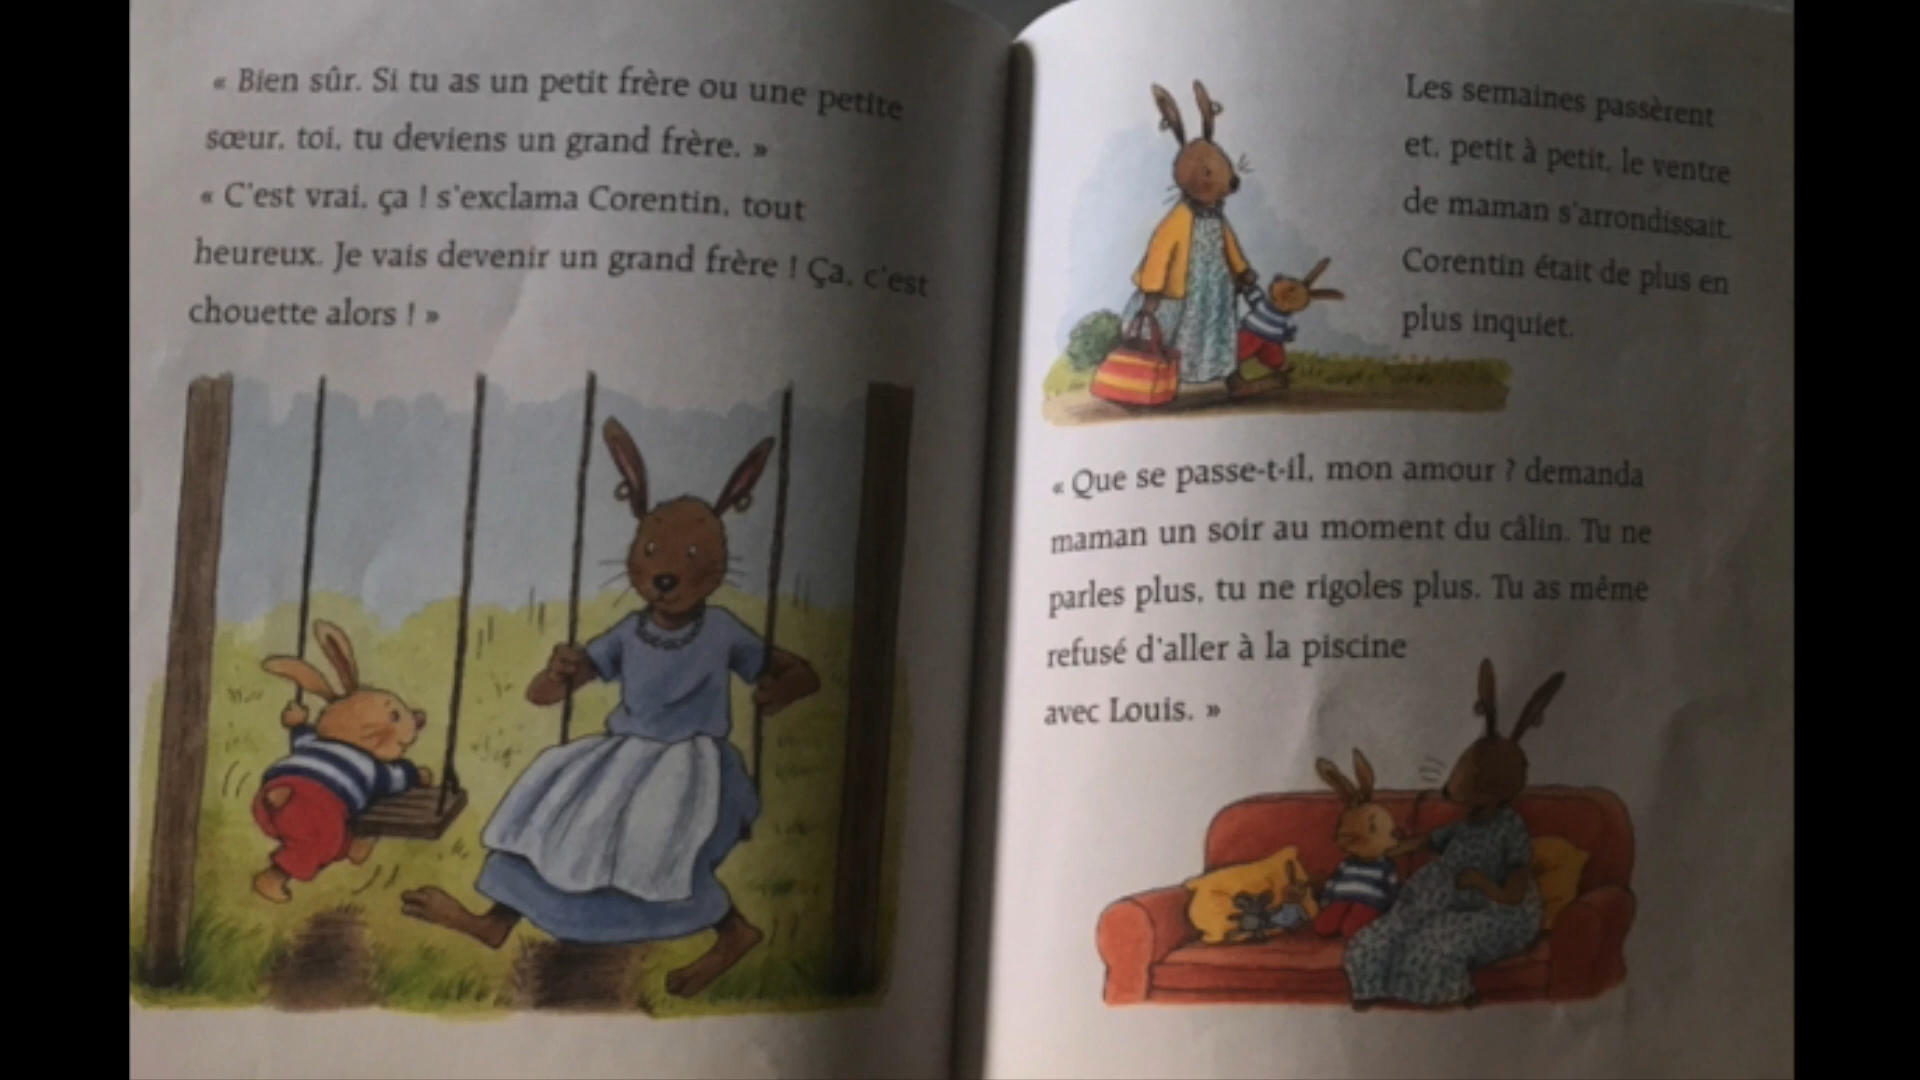 « Bien sûr. Si tu as un petit frère ou une petite
sœur, toi, tu deviens un grand frère. »
« C'est vrai, ça ! s'exclama Corentin, tout
heureux. Je vais devenir un grand frère ! Ça, c'est
chouette alors ! »
Les semaines passèrent
et, petit à petit, le ventre
de maman s'arrondissait.
Corentin était de plus en
plus inquiet.
« Que se passe-t-il, mon amour ? demanda
maman un soir au moment du câlin. Tu ne
parles plus, tu ne rigoles plus. Tu as même
refusé d'aller à la piscine
avec Louis. »